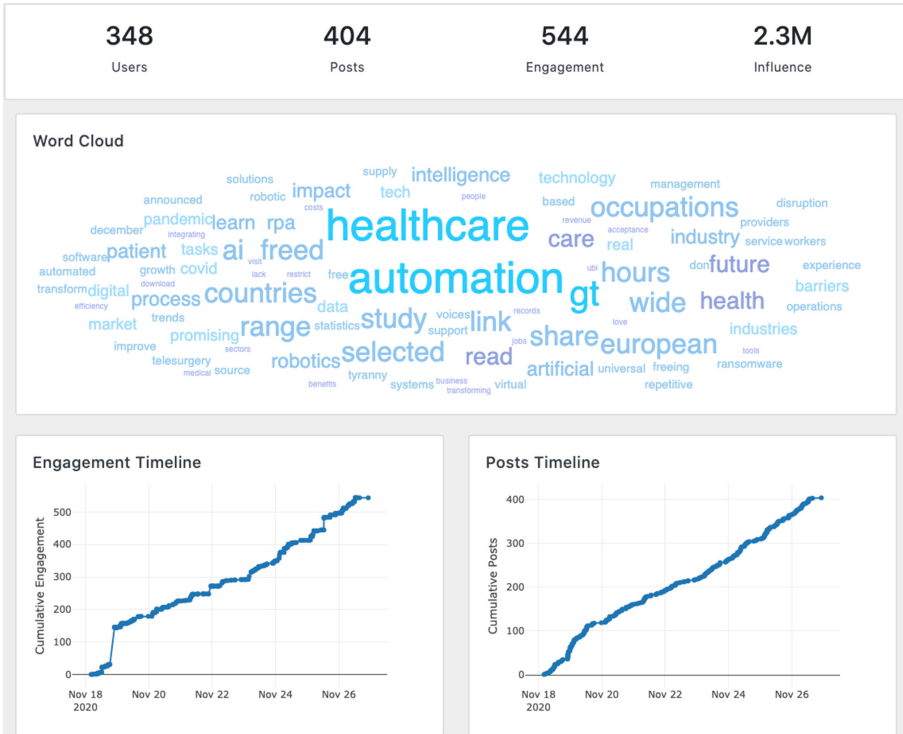 348 404 544 2.3M
Users Posts Engagement Influence
Word Cloud
supply intelligence technology
solutions management
robotic impact tech people
announced costs based occupations disruption
december pandemic learn rpa healthcare revenue acceptance providers
integrating care real industry service workers
software patient tasks ai freed
visit
automated growth covid lack restrict free automation ubi hours don future experience
transform digital download countries gt barriers
efficiency process data wide health operations
market trends range statistics study voices link records share love industries
promising support
improve sectors selected jobs european tools
telesurgery robotics read
medical source tyranny artificial universal freeing ransomware
benefits systems business virtual repetitive
transforming
Engagement Timeline
Cumulative Engagement
500
400
300
200
100
0
Nov 18 Nov 20 Nov 22 Nov 24 Nov 26
2020
Posts Timeline
Cumulative Posts
400
300
200
100
0
Nov 18 Nov 20 Nov 22 Nov 24 Nov 26
2020